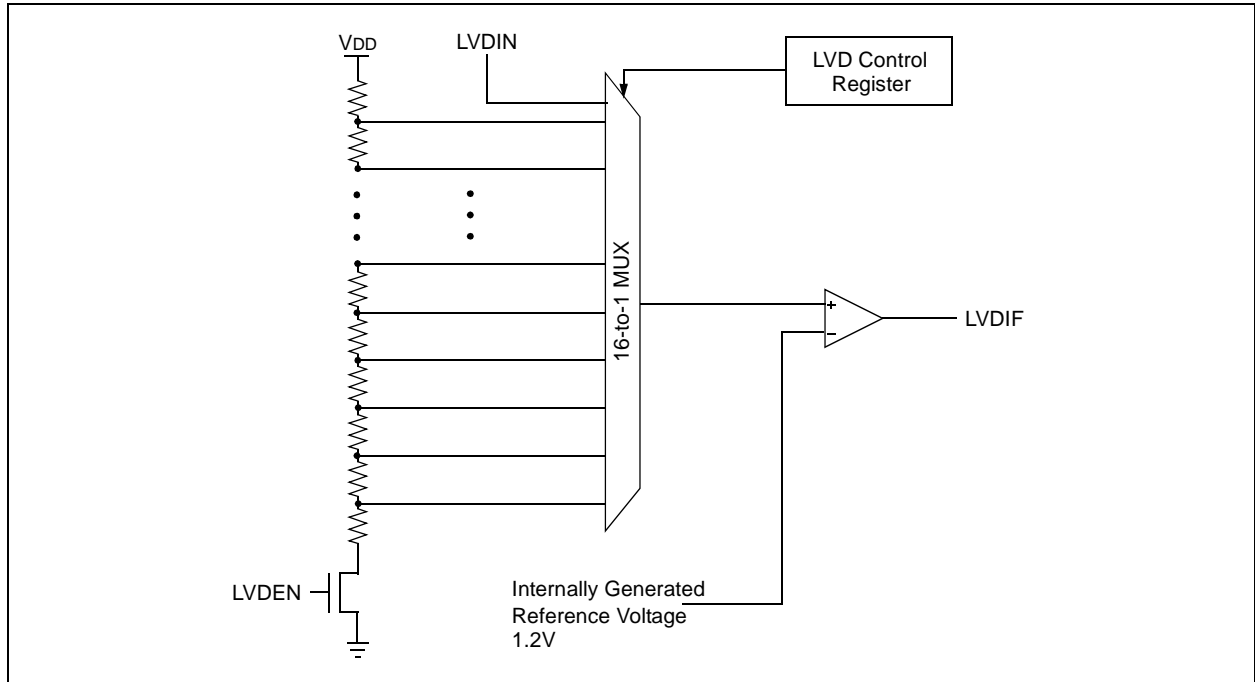 VDD
LVDIN
LVD Control
Register
16-to-1 MUX
+
–
LVDIF
LVDEN
Internally Generated
Reference Voltage
1.2V